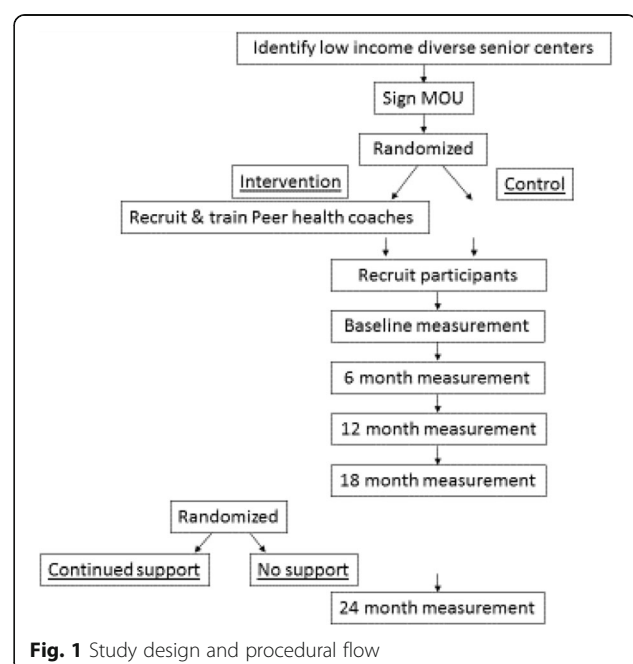 Identify low income diverse senior centers
Sign MOU
Randomized
Intervention
Control
Recruit & train Peer health coaches
Recruit participants
Baseline measurement
6 month measurement
12 month measurement
18 month measurement
Randomized
Continued support
No support
24 month measurement
Fig. 1 Study design and procedural flow